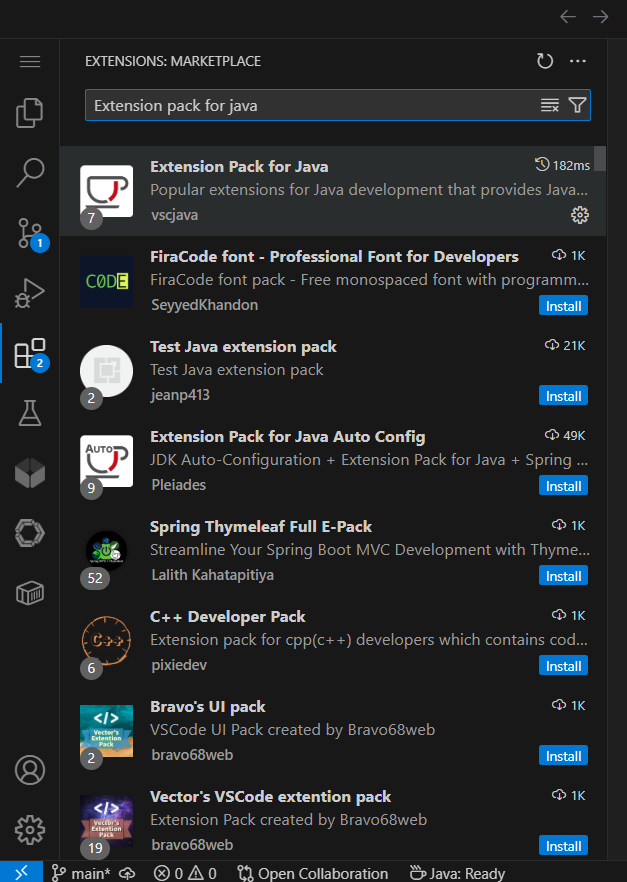 EXTENSIONS: MARKETPLACE
Extension pack for java
Extension Pack for Java 182ms
Popular extensions for Java development that provides Java...
7 vscjava
FiraCode font - Professional Font for Developers 1K
FiraCode font pack - Free monospaced font with programm...
C0DE
SeyyedKhandon Install
Test Java extension pack 21K
Test Java extension pack
2 jeanp413 Install
Extension Pack for Java Auto Config 49K
AUTO
JDK Auto-Configuration + Extension Pack for Java + Spring ...
9 Pleiades Install
Spring Thymeleaf Full E-Pack 1K
Streamline Your Spring Boot MVC Development with Thyme...
52 Lalith Kahatapitiya Install
C++ Developer Pack 1K
C++
Extension pack for cpp(c++) developers which contains cod...
6 pixiedev Install
Bravo's UI pack 1K
</>
VSCode UI Pack created by Bravo68web
Vector's
Extention
Pack
2 bravo68web Install
Vector's VSCode extention pack 1K
</>
Extension Pack created by Bravo68web
Vector's
Extention
Pack
19 bravo68web Install
1
2
main* 0 0 Open Collaboration Java: Ready